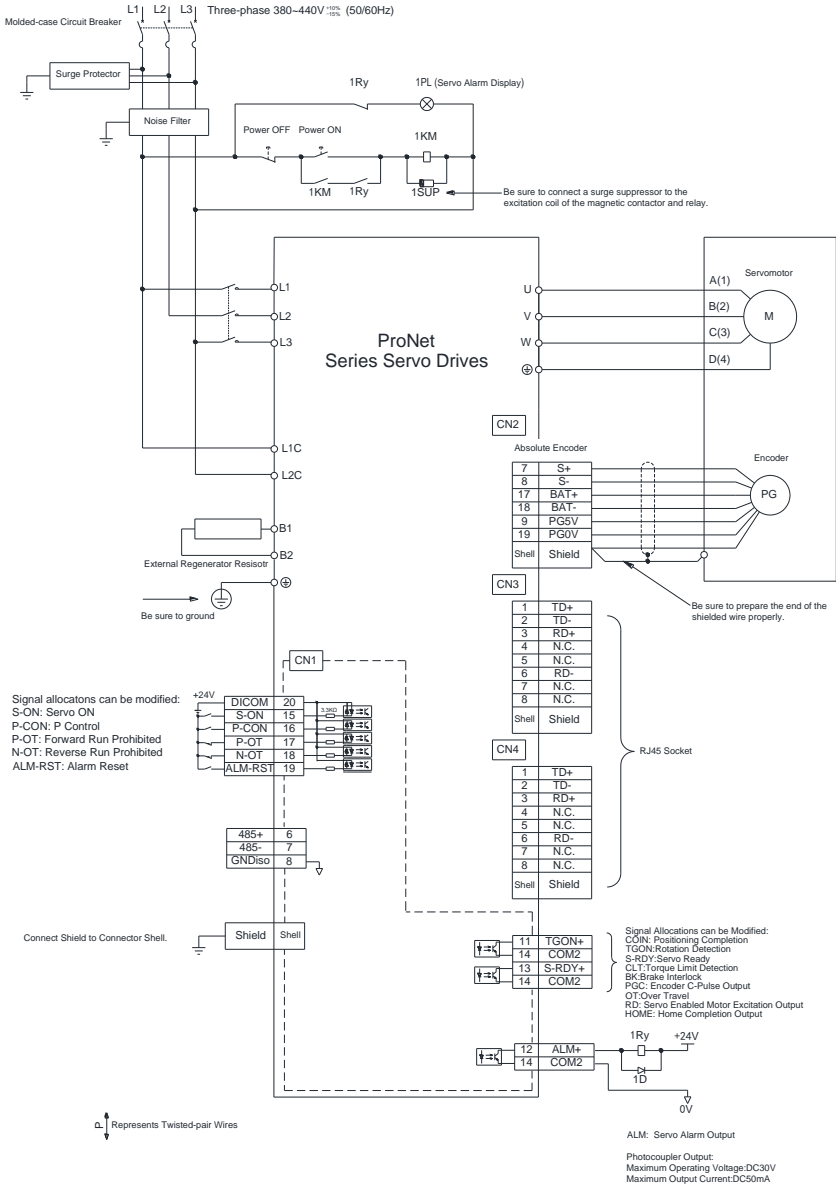 L1 L2 L3 Three-phase 380~440V +10% -15% (50/60Hz)
Molded-case Circuit Breaker
Surge Protector
Noise Filter
1Ry
1PL (Servo Alarm Display)
Power OFF
Power ON
1KM
1KM
1Ry
1SUP
Be sure to connect a surge suppressor to the
excitation coil of the magnetic contactor and relay.
L1
L2
L3
ProNet
Series Servo Drives
U
V
W
A(1)
B(2)
C(3)
D(4)
Servomotor
M
L1C
L2C
B1
B2
External Regenerator Resisotr
Be sure to ground
CN2
Absolute Encoder
7 S+
8 S-
17 BAT+
18 BAT-
9 PG5V
19 PG0V
Shell Shield
Encoder
PG
Be sure to prepare the end of the
shielded wire properly.
CN3
1 TD+
2 TD-
3 RD+
4 N.C.
5 N.C.
6 RD-
7 N.C.
8 N.C.
Shell Shield
CN4
1 TD+
2 TD-
3 RD+
4 N.C.
5 N.C.
6 RD-
7 N.C.
8 N.C.
Shell Shield
RJ45 Socket
CN1
Signal allocatons can be modified:
S-ON: Servo ON
P-CON: P Control
P-OT: Forward Run Prohibited
N-OT: Reverse Run Prohibited
ALM-RST: Alarm Reset
+24V
DICOM 20
S-ON 15
P-CON 16
P-OT 17
N-OT 18
ALM-RST 19
3.3KΩ
485+ 6
485- 7
GNDiso 8
Connect Shield to Connector Shell.
Shield Shell
11 TGON+
14 COM2
13 S-RDY+
14 COM2
Signal Allocations can be Modified:
COIN: Positioning Completion
TGON:Rotation Detection
S-RDY:Servo Ready
CLT:Torque Limit Detection
BK:Brake Interlock
PGC: Encoder C-Pulse Output
OT:Over Travel
RD: Servo Enabled Motor Excitation Output
HOME: Home Completion Output
12 ALM+
14 COM2
1Ry
+24V
1D
0V
P Represents Twisted-pair Wires
ALM: Servo Alarm Output
Photocoupler Output:
Maximum Operating Voltage:DC30V
Maximum Output Current:DC50mA